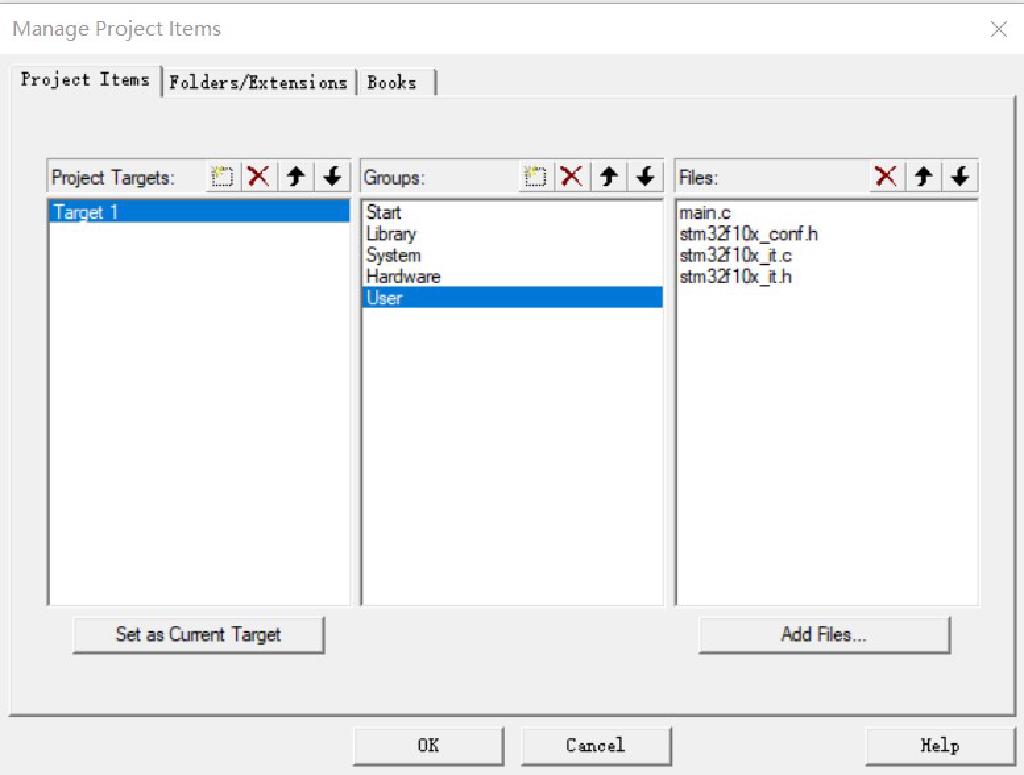 Manage Project Items
Project Items Folders/Extensions Books
Project Targets:
Target 1
Set as Current Target
Groups:
Start
Library
System
Hardware
User
Files:
main.c
stm32f10x_conf.h
stm32f10x_it.c
stm32f10x_it.h
Add Files...
OK Cancel Help